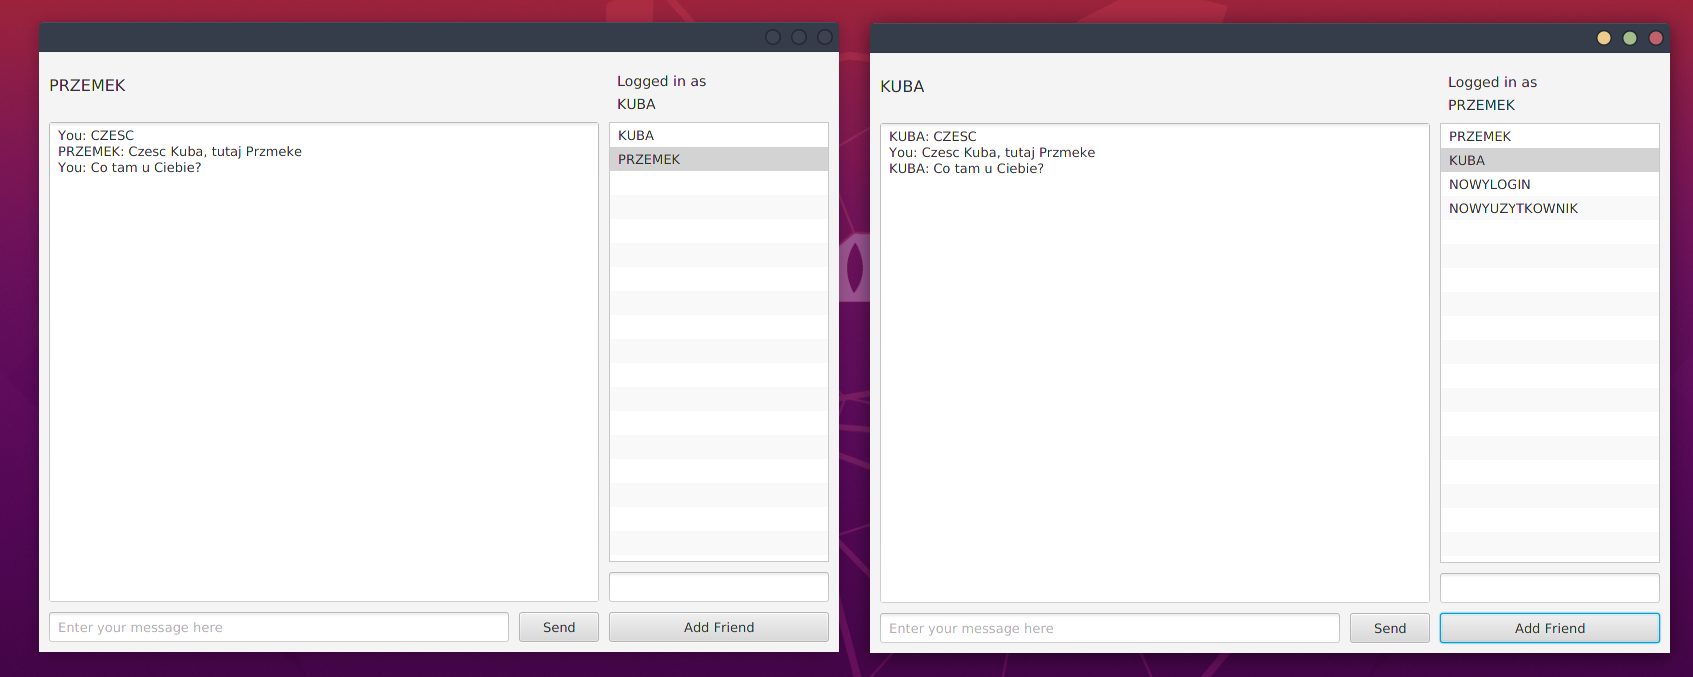 PRZEMEK
Logged in as
KUBA
You: CZESC
PRZEMEK: Czesc Kuba, tutaj Przmeke
You: Co tam u Ciebie?
KUBA
PRZEMEK
Enter your message here
Send
Add Friend
KUBA
Logged in as
PRZEMEK
KUBA: CZESC
You: Czesc Kuba, tutaj Przmeke
KUBA: Co tam u Ciebie?
PRZEMEK
KUBA
NOWYLOGIN
NOWYUZYTKOWNIK
Enter your message here
Send
Add Friend